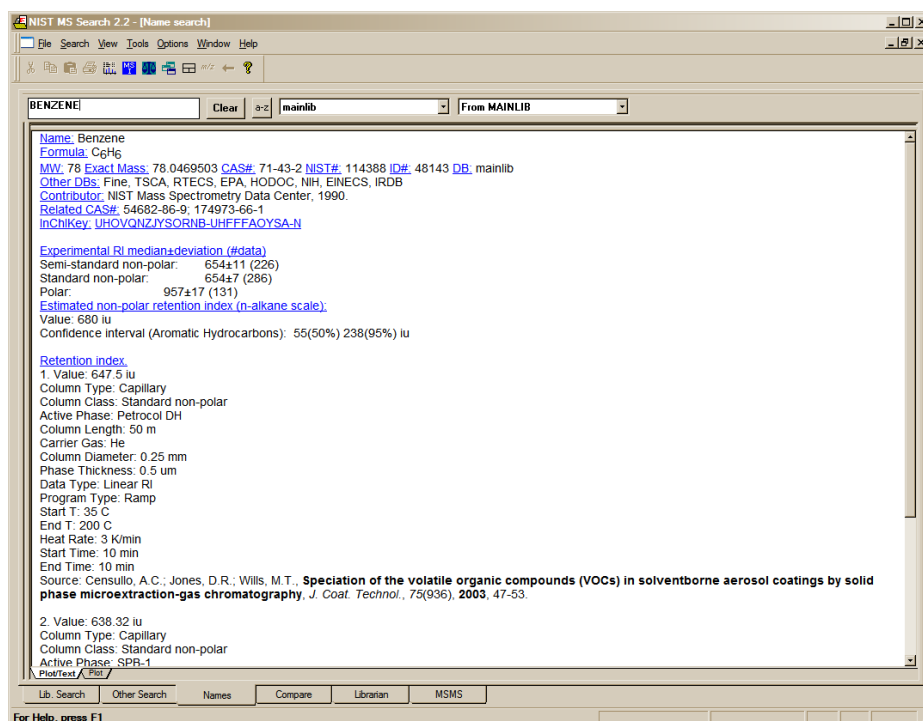 NIST MS Search 2.2 - [Name search]
File Search View Tools Options Window Help
BENZENE Clear a-z mainlib From MAINLIB
Name: Benzene
Formula: C6H6
MW: 78 Exact Mass: 78.0469503 CAS#: 71-43-2 NIST#: 114388 ID#: 48143 DB: mainlib
Other DBs: Fine, TSCA, RTECS, EPA, HODOC, NIH, EINECS, IRDB
Contributor: NIST Mass Spectrometry Data Center, 1990.
Related CAS#: 54682-86-9; 174973-66-1
InChIKey: UHOVQNZJYSORNB-UHFFFAOYSA-N
Experimental RI median±deviation (#data)
Semi-standard non-polar: 654±11 (226)
Standard non-polar: 654±7 (286)
Polar: 957±17 (131)
Estimated non-polar retention index (n-alkane scale):
Value: 680 iu
Confidence interval (Aromatic Hydrocarbons): 55(50%) 238(95%) iu
Retention index.
1. Value: 647.5 iu
Column Type: Capillary
Column Class: Standard non-polar
Active Phase: Petrocol DH
Column Length: 50 m
Carrier Gas: He
Column Diameter: 0.25 mm
Phase Thickness: 0.5 um
Data Type: Linear RI
Program Type: Ramp
Start T: 35 C
End T: 200 C
Heat Rate: 3 K/min
Start Time: 10 min
End Time: 10 min
Source: Censullo, A.C.; Jones, D.R.; Wills, M.T., Speciation of the volatile organic compounds (VOCs) in solventborne aerosol coatings by solid
phase microextraction-gas chromatography, J. Coat. Technol., 75(936), 2003, 47-53.
2. Value: 638.32 iu
Column Type: Capillary
Column Class: Standard non-polar
Active Phase: SPB-1
Plot/Text Plot
Lib. Search Other Search Names Compare Librarian MSMS
For Help, press F1